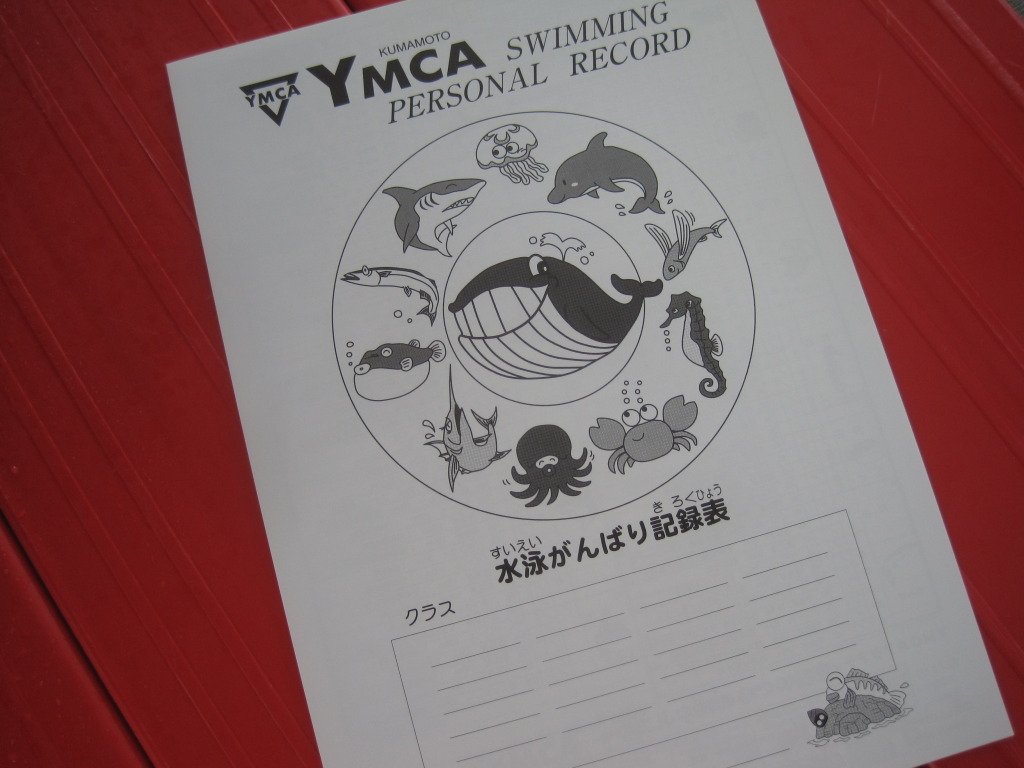 KUMAMOTO
YMCA
YMCA SWIMMING
PERSONAL RECORD
すいえい きろくひょう
水泳がんばり記録表
クラス